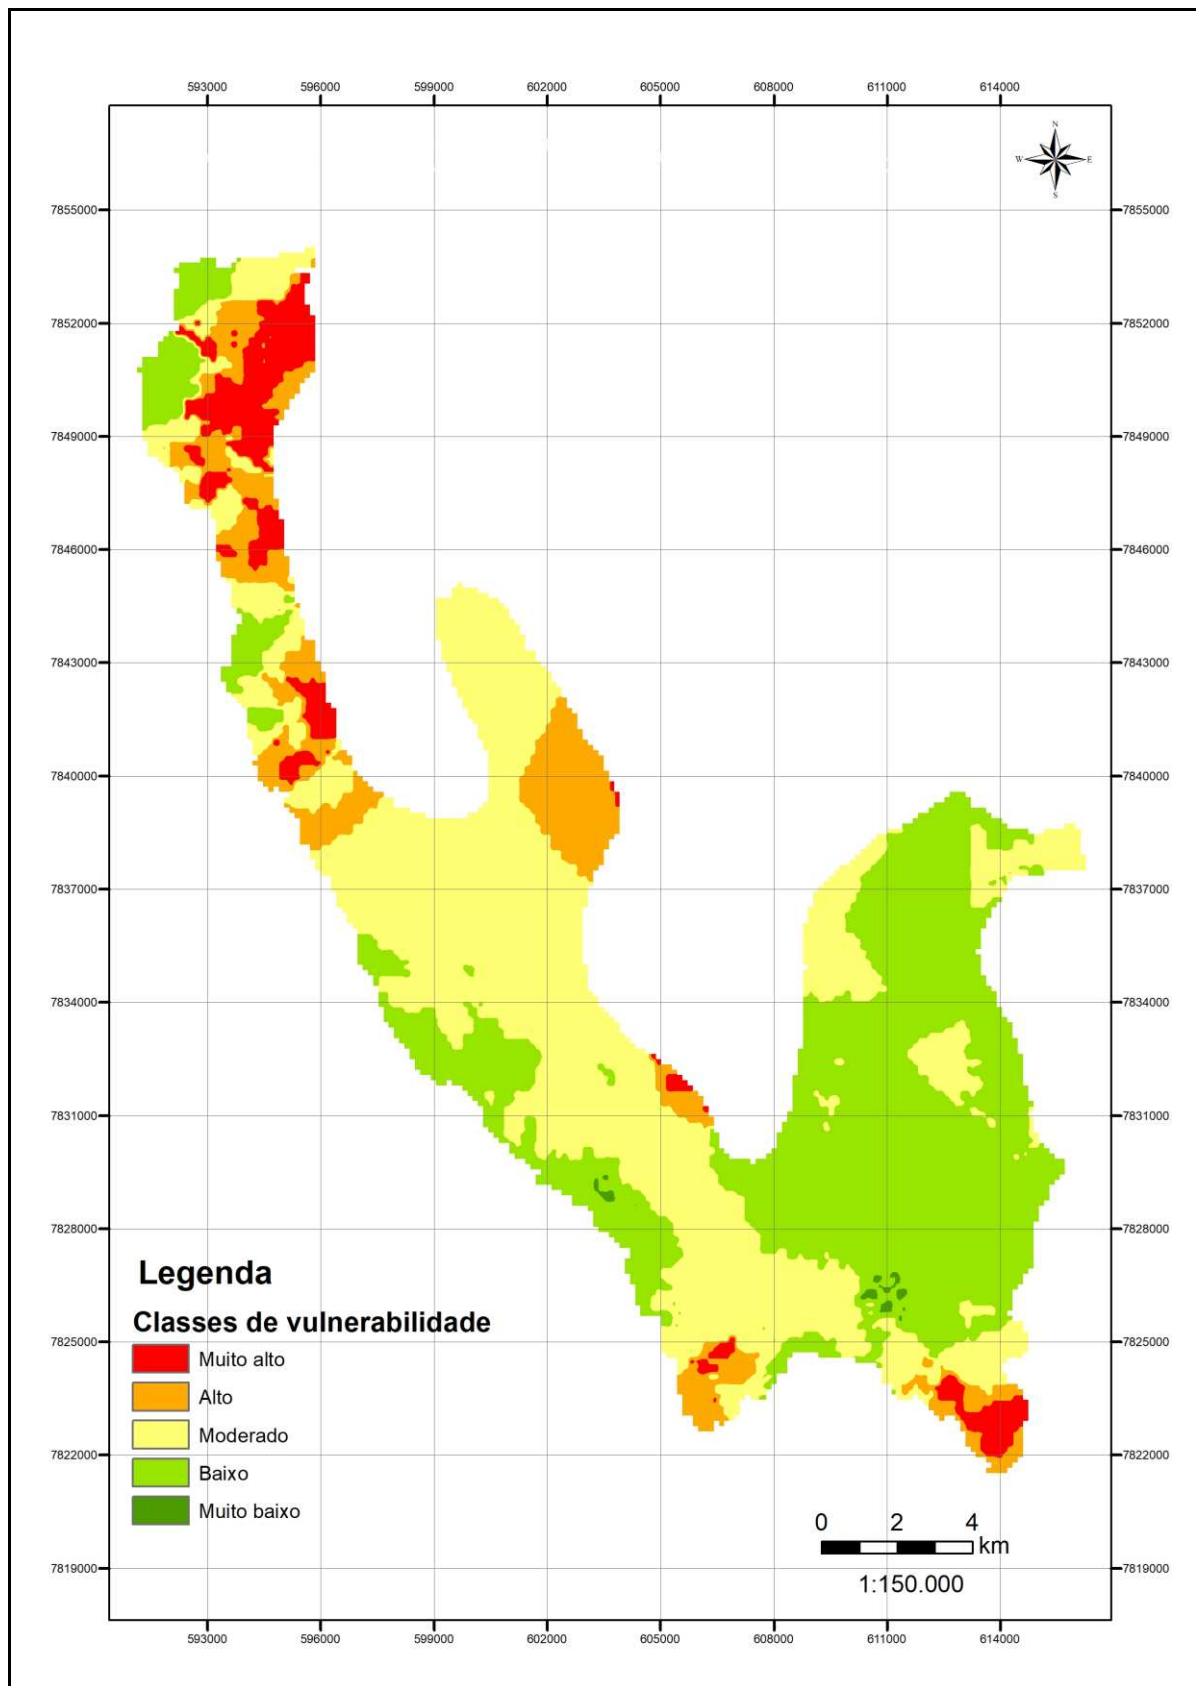 593000 596000 599000 602000 605000 608000 611000 614000
N
W E
S
7855000 7855000
7852000 7852000
7849000 7849000
7846000 7846000
7843000 7843000
7840000 7840000
7837000 7837000
7834000 7834000
7831000 7831000
7828000 7828000
Legenda
Classes de vulnerabilidade
7825000 7825000
Muito alto
Alto
Moderado
7822000 7822000
Baixo
Muito baixo
0 2 4
km
1:150.000
7819000 7819000
593000 596000 599000 602000 605000 608000 611000 614000